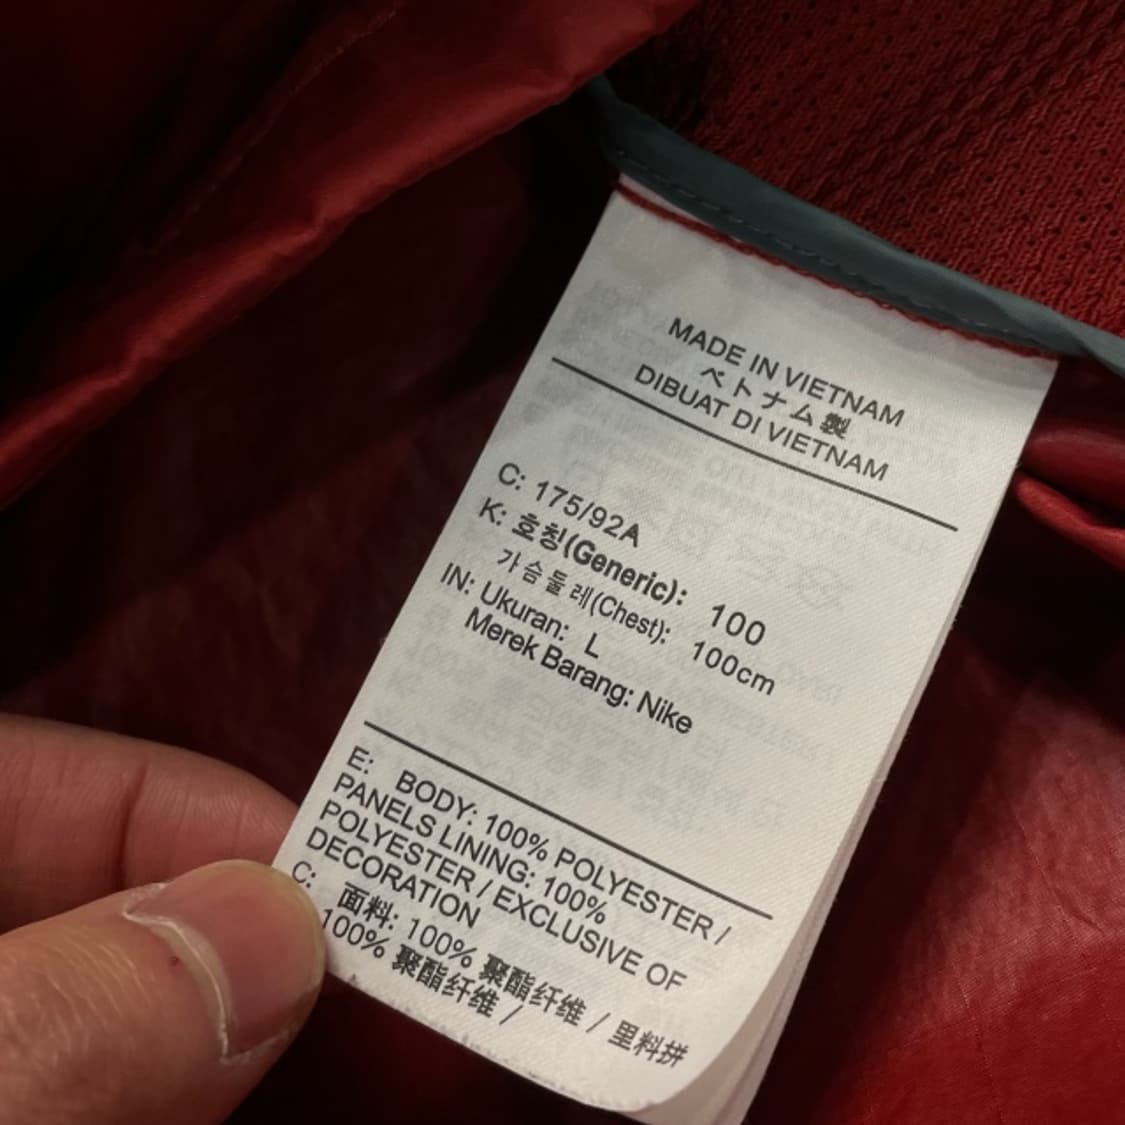 MADE IN VIETNAM
ベトナム製
DIBUAT DI VIETNAM
C: 175/92A
K: 호칭(Generic): 100
가슴둘레(Chest): 100cm
IN: Ukuran: L
Merek Barang: Nike
E: BODY: 100% POLYESTER /
PANELS LINING: 100%
POLYESTER / EXCLUSIVE OF
DECORATION
C: 面料: 100% 聚酯纤维 / 里料拼
100% 聚酯纤维 /